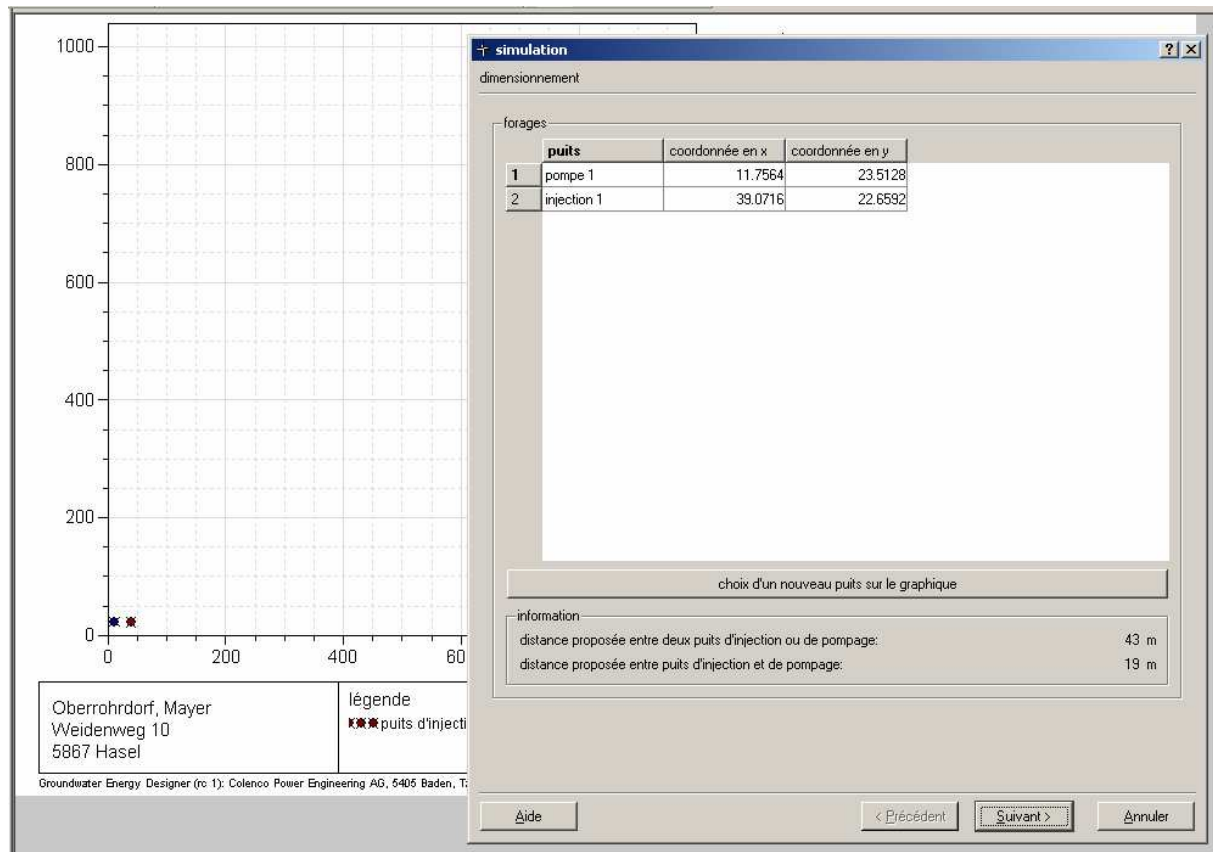 1000
800
600
400
200
0
0 200 400 60
Oberrohrdorf, Mayer
Weidenweg 10
5867 Hasel
légende
puits d'injecti
Groundwater Energy Designer (rc 1): Colenco Power Engineering AG, 5405 Baden,
simulation
dimensionnement
forages
puits coordonnée en x coordonnée en y
1 pompe 1 11.7564 23.5128
2 injection 1 39.0716 22.6592
choix d'un nouveau puits sur le graphique
information
distance proposée entre deux puits d'injection ou de pompage: 43 m
distance proposée entre puits d'injection et de pompage: 19 m
Aide < Précédent Suivant > Annuler